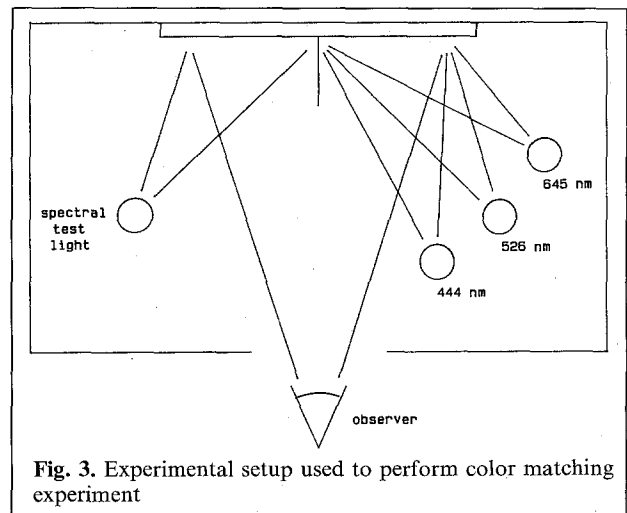 645 nm
spectral
test
light
526 nm
444 nm
observer
Fig. 3. Experimental setup used to perform color matching
experiment